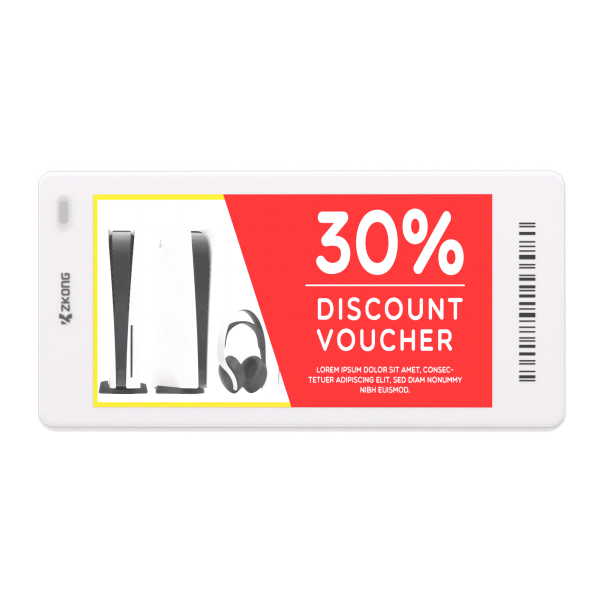 ZKONG
30%
DISCOUNT
VOUCHER
LOREM IPSUM DOLOR SIT AMET, CONSEC-
TETUER ADIPISCING ELIT, SED DIAM NONUMMY
NIBH EUISMOD.